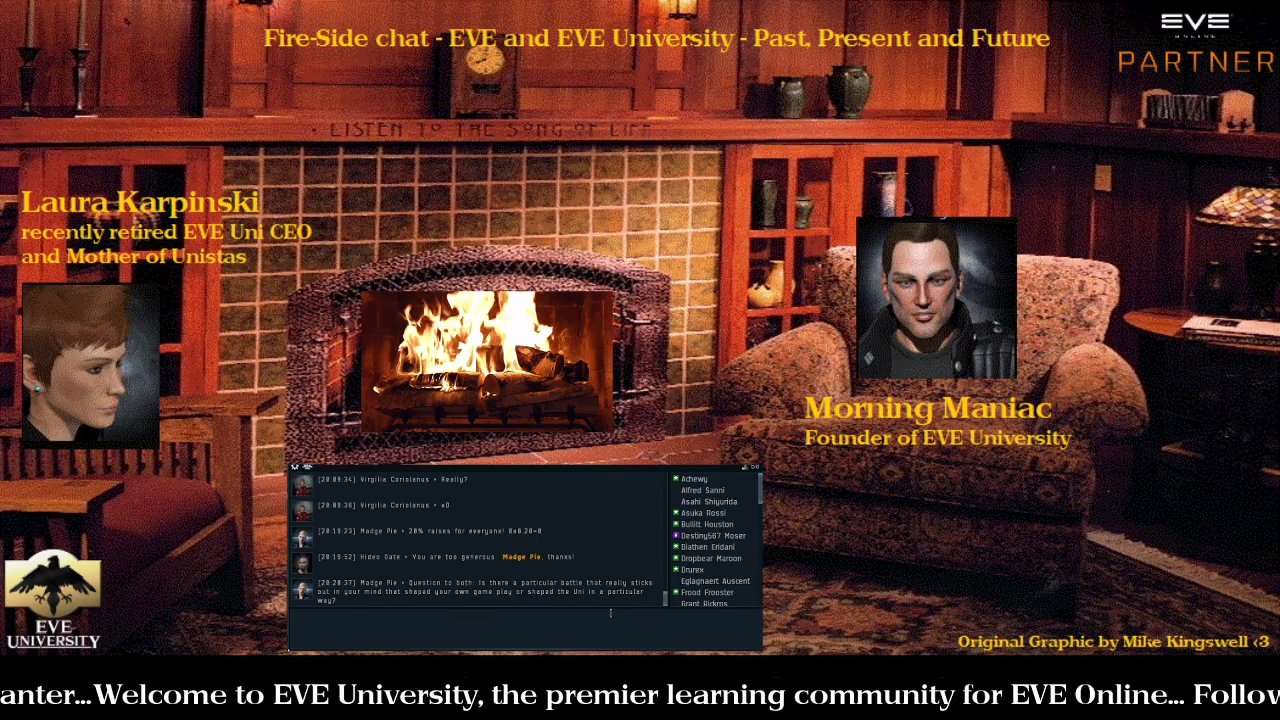 Fire-Side chat - EVE and EVE University - Past, Present and Future
EVE
ONLINE
PARTNER
• LISTEN TO THE SONG OF LIFE
Laura Karpinski
recently retired EVE Uni CEO
and Mother of Unistas
Morning Maniac
Founder of EVE University
58
[20:09:34] Virgilia Coriolanus > Really?
[20:09:38] Virgilia Coriolanus > xD
[20:19:23] Madge Pie > 20% raises for everyone! 0x0.20=0
[20:19:52] Hideo Date > You are too generous Madge Pie, thanks!
[20:20:37] Madge Pie > Question to both: Is there a particular battle that really sticks
out in your mind that shaped your own game play or shaped the Uni in a particular
way?
Achewy
Alfred Sanni
Asahi Shiyurida
Asuka Rossi
Bullitt Houston
Destiny567 Moser
Diathen Eridani
Dropbear Maroon
Drurex
Eglagnaert Auscent
Frood Frooster
Grant Rickros
EVE
UNIVERSITY
Original Graphic by Mike Kingswell <3
anter...Welcome to EVE University, the premier learning community for EVE Online... Follow